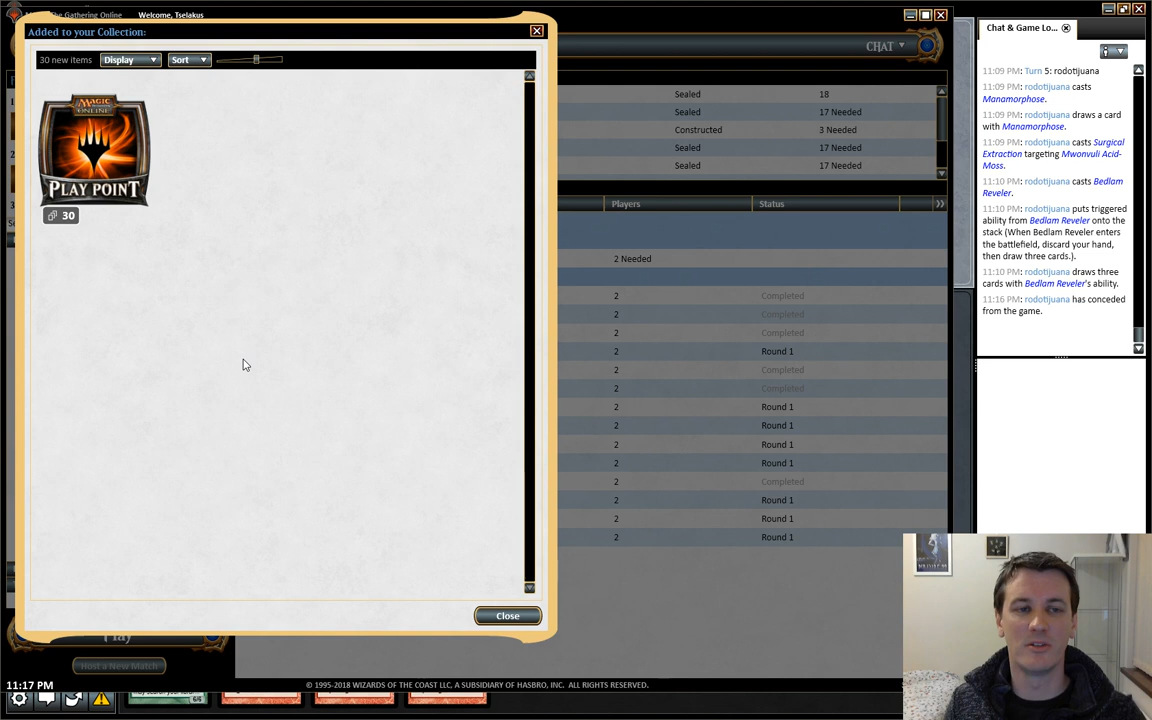 The Gathering Online
Welcome, Tselakus
Added to your Collection:
30 new items
Display
Sort
MAGIC
ONLINE
PLAY POINT
30
Close
CHAT
Sealed 18
Sealed 17 Needed
Constructed 3 Needed
Sealed 17 Needed
Sealed 17 Needed
Players Status
2 Needed
2 Completed
2 Completed
2 Completed
2 Round 1
2 Completed
2 Completed
2 Round 1
2 Round 1
2 Round 1
2 Round 1
2 Completed
2 Round 1
2 Round 1
2 Round 1
Play
Host a New Match
11:17 PM
© 1995-2018 WIZARDS OF THE COAST LLC, A SUBSIDIARY OF HASBRO, INC. ALL RIGHTS RESERVED.
6/6
Chat & Game Lo...
11:09 PM: Turn 5: rodotijuana
11:09 PM: rodotijuana casts
Manamorphose.
11:09 PM: rodotijuana draws a card
with Manamorphose.
11:09 PM: rodotijuana casts Surgical
Extraction targeting Mwonvuli Acid-
Moss.
11:10 PM: rodotijuana casts Bedlam
Reveler.
11:10 PM: rodotijuana puts triggered
ability from Bedlam Reveler onto the
stack (When Bedlam Reveler enters
the battlefield, discard your hand,
then draw three cards.).
11:10 PM: rodotijuana draws three
cards with Bedlam Reveler's ability.
11:16 PM: rodotijuana has conceded
from the game.